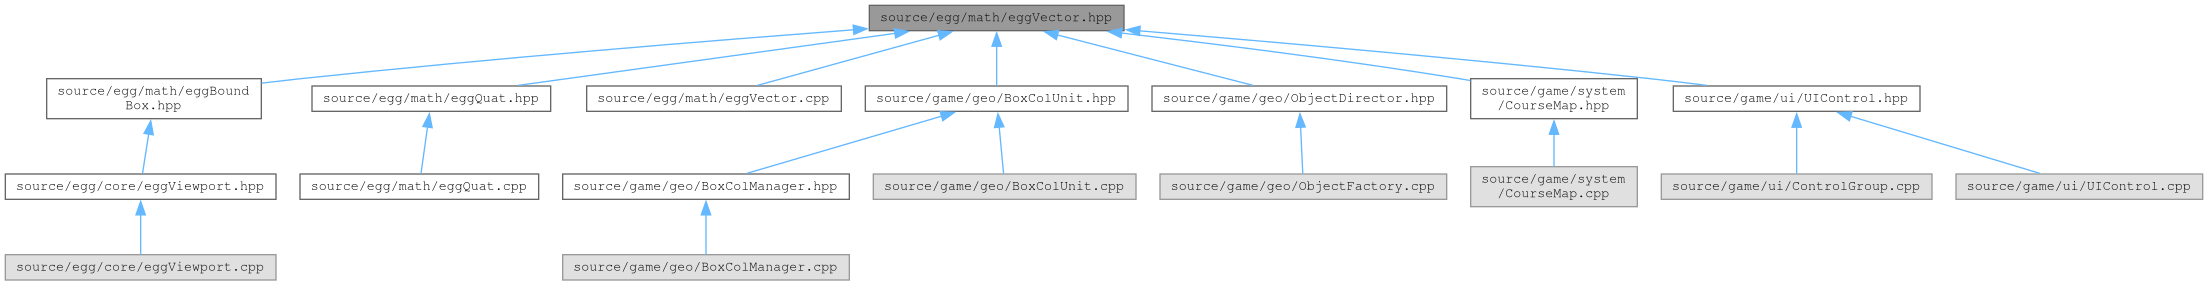 source/egg/math/eggVector.hpp
source/egg/math/eggBound
Box.hpp
source/egg/math/eggQuat.hpp
source/egg/math/eggVector.cpp
source/game/geo/BoxColUnit.hpp
source/game/geo/ObjectDirector.hpp
source/game/system
/CourseMap.hpp
source/game/ui/UIControl.hpp
source/egg/core/eggViewport.hpp
source/egg/math/eggQuat.cpp
source/game/geo/BoxColManager.hpp
source/game/geo/BoxColUnit.cpp
source/game/geo/ObjectFactory.cpp
source/game/system
/CourseMap.cpp
source/game/ui/ControlGroup.cpp
source/game/ui/UIControl.cpp
source/egg/core/eggViewport.cpp
source/game/geo/BoxColManager.cpp